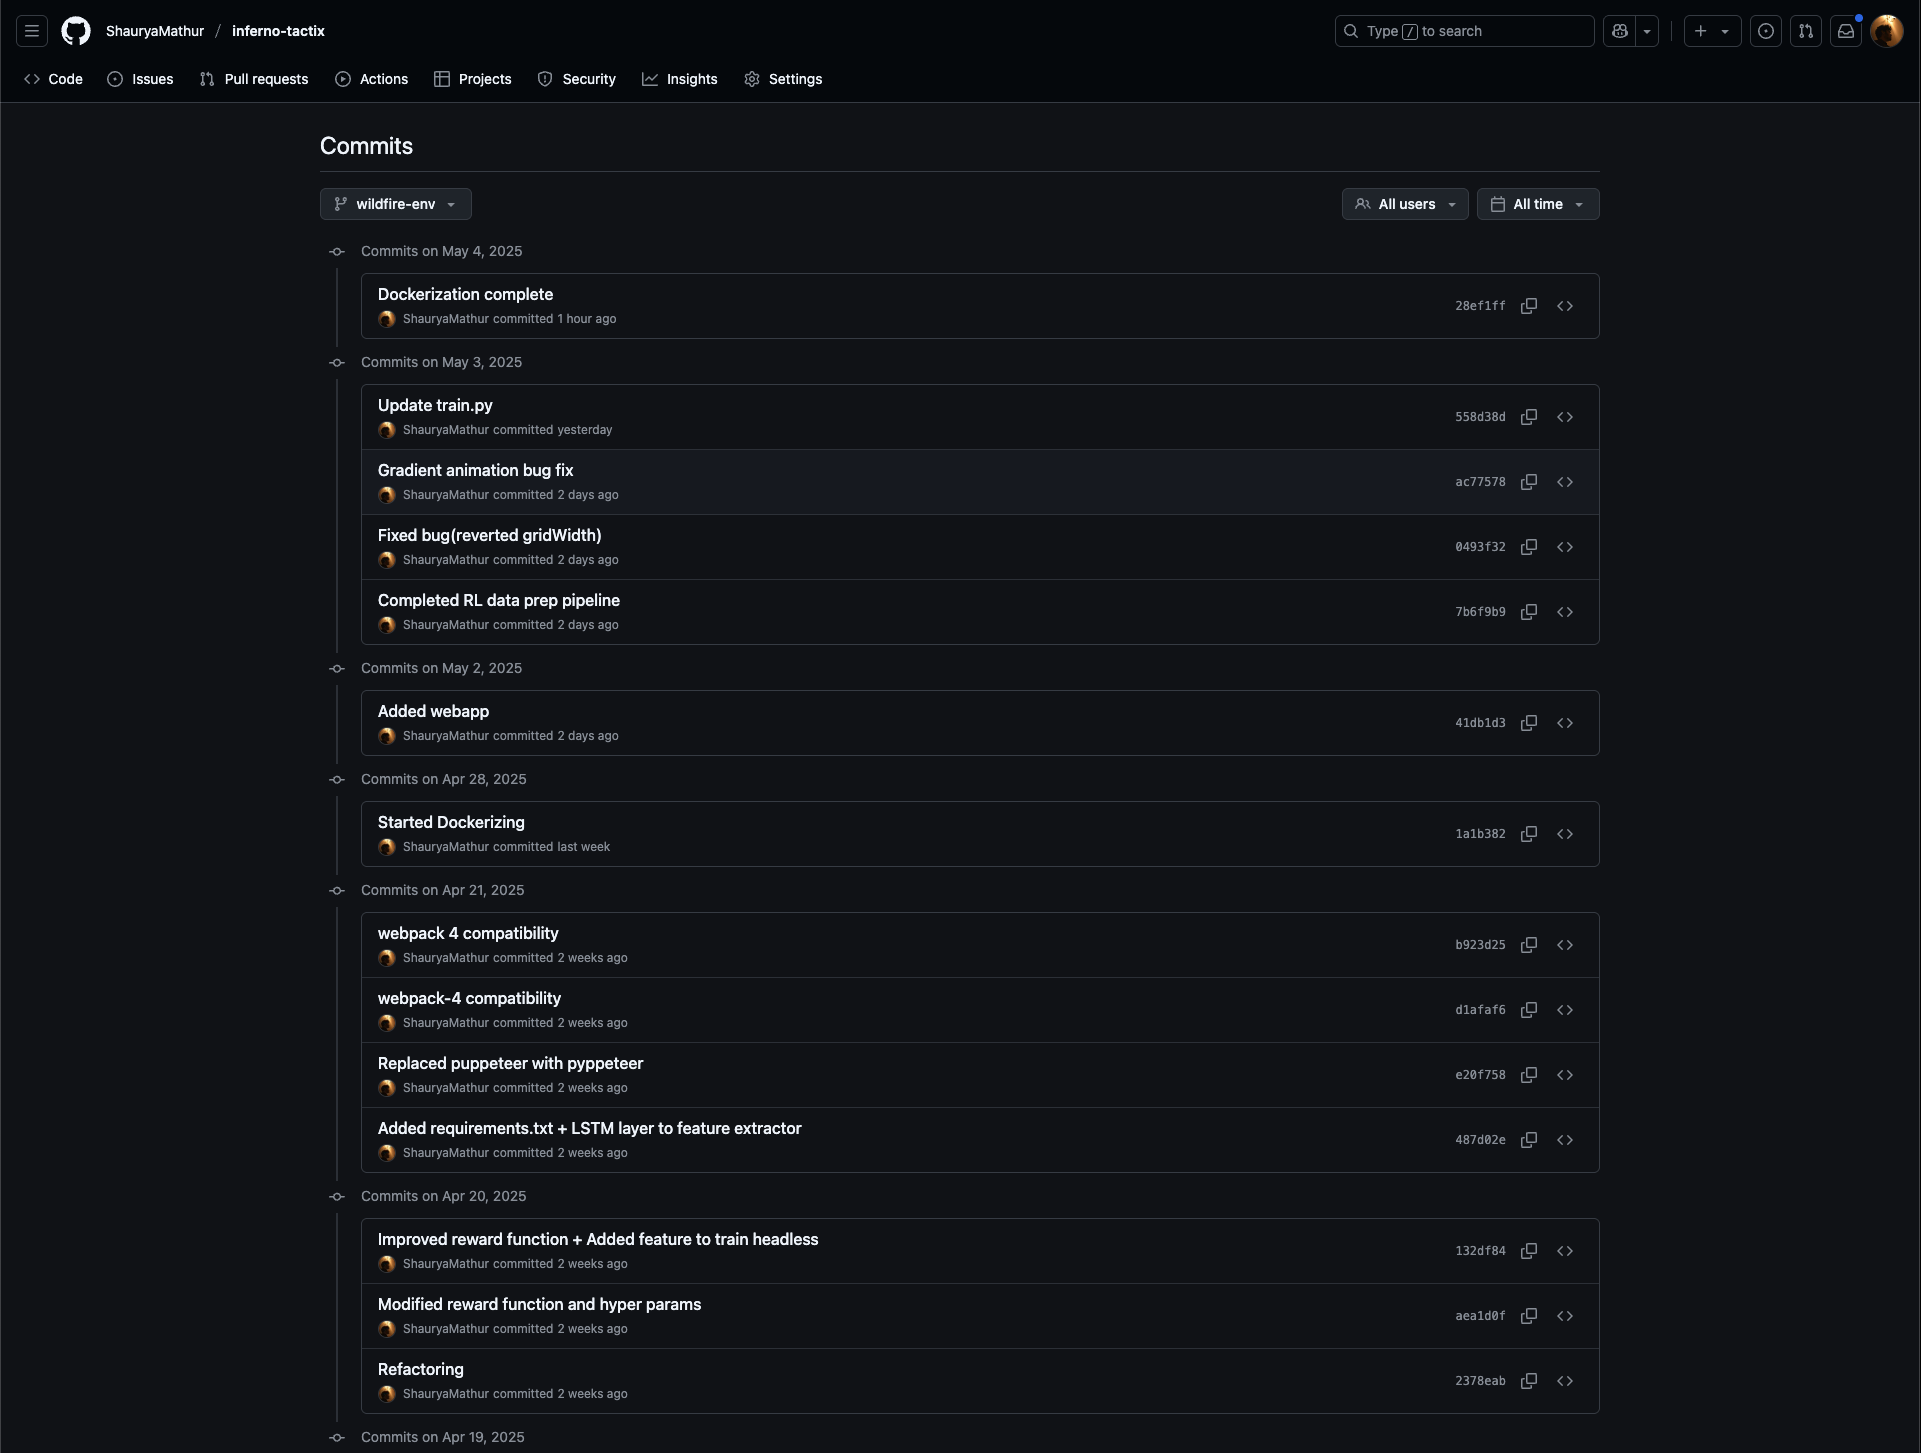 ShauryaMathur / inferno-tactix
Type / to search
Code Issues Pull requests Actions Projects Security Insights Settings
Commits
wildfire-env
All users All time
Commits on May 4, 2025
Dockerization complete
28ef1ff
ShauryaMathur committed 1 hour ago
Commits on May 3, 2025
Update train.py
558d38d
ShauryaMathur committed yesterday
Gradient animation bug fix
ac77578
ShauryaMathur committed 2 days ago
Fixed bug(reverted gridWidth)
0493f32
ShauryaMathur committed 2 days ago
Completed RL data prep pipeline
7b6f9b9
ShauryaMathur committed 2 days ago
Commits on May 2, 2025
Added webapp
41db1d3
ShauryaMathur committed 2 days ago
Commits on Apr 28, 2025
Started Dockerizing
1a1b382
ShauryaMathur committed last week
Commits on Apr 21, 2025
webpack 4 compatibility
b923d25
ShauryaMathur committed 2 weeks ago
webpack-4 compatibility
d1afaf6
ShauryaMathur committed 2 weeks ago
Replaced puppeteer with pyppeteer
e20f758
ShauryaMathur committed 2 weeks ago
Added requirements.txt + LSTM layer to feature extractor
487d02e
ShauryaMathur committed 2 weeks ago
Commits on Apr 20, 2025
Improved reward function + Added feature to train headless
132df84
ShauryaMathur committed 2 weeks ago
Modified reward function and hyper params
aea1d0f
ShauryaMathur committed 2 weeks ago
Refactoring
2378eab
ShauryaMathur committed 2 weeks ago
Commits on Apr 19, 2025